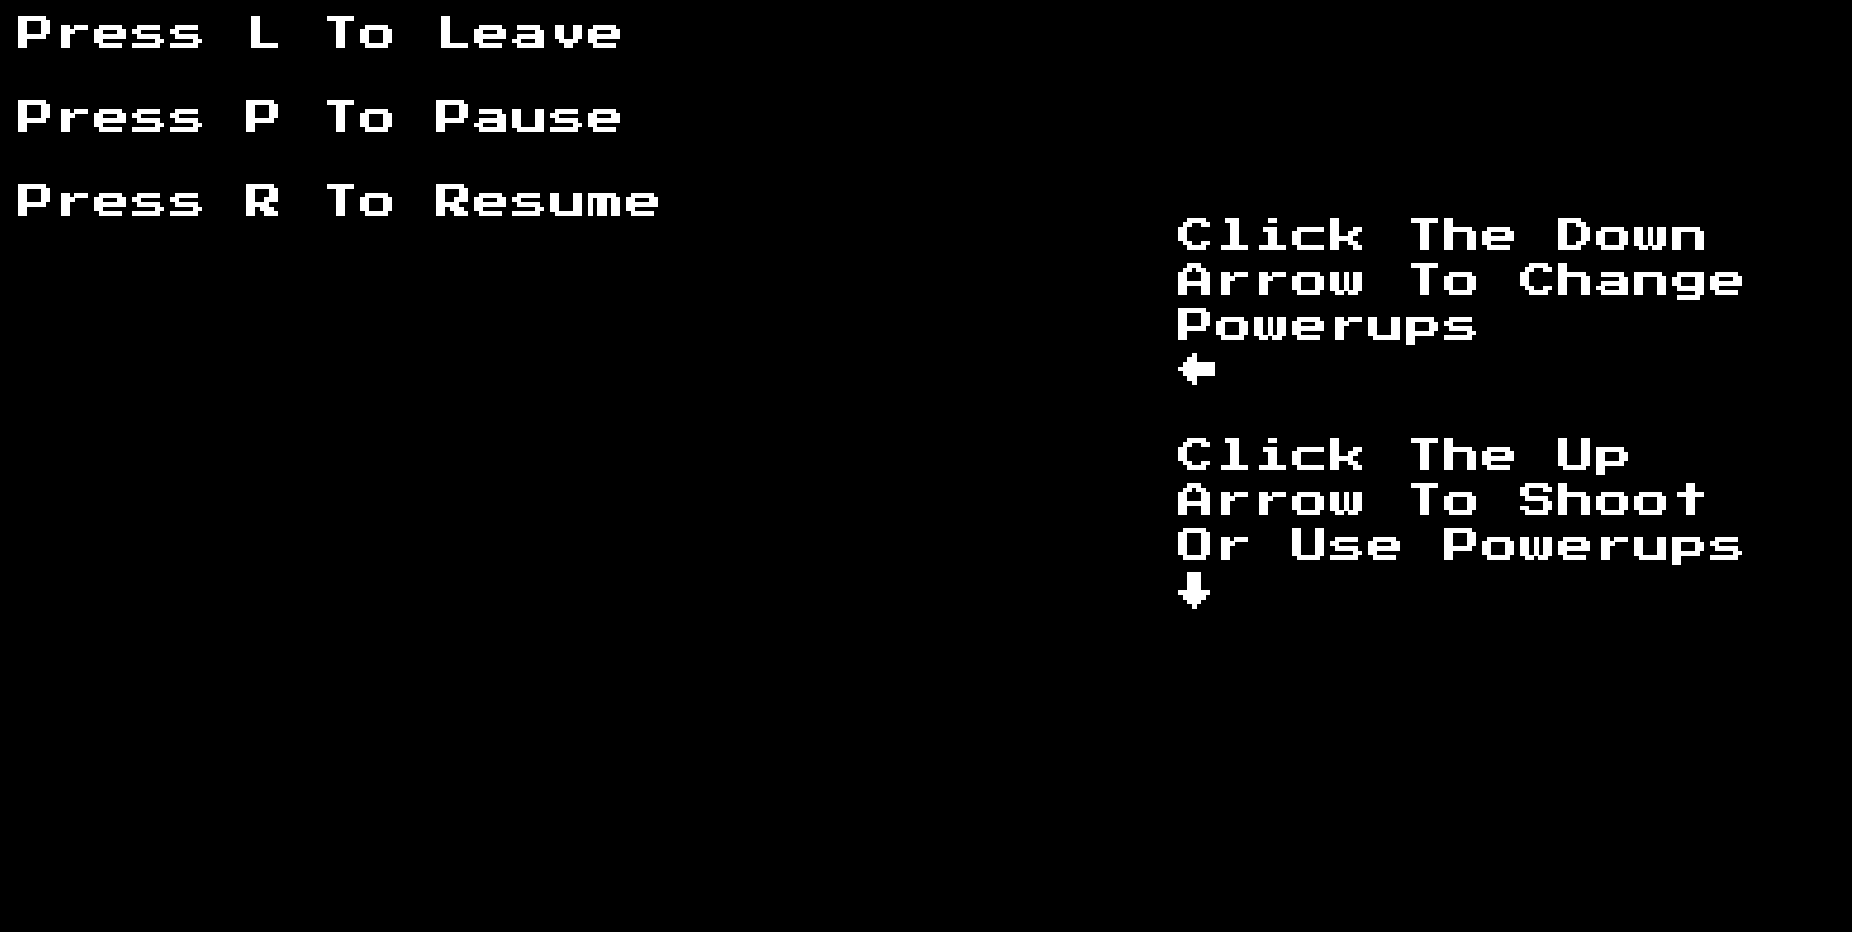 Press L To Leave
Press P To Pause
Press R To Resume
Click The Down
Arrow To Change
Powerups
🡄
Click The Up
Arrow To Shoot
Or Use Powerups
🡇